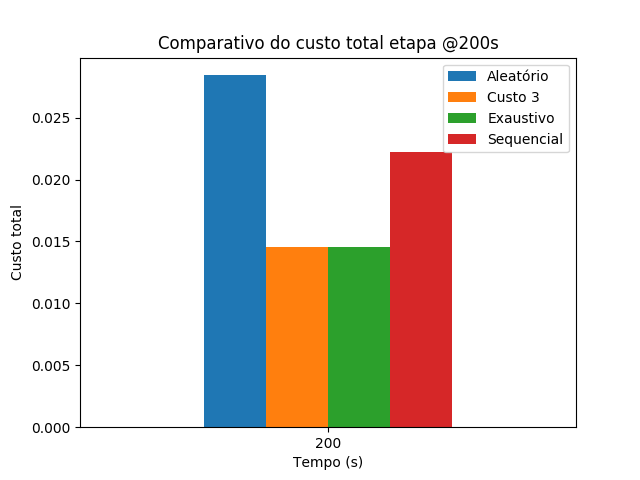 Comparativo do custo total etapa @200s
Aleatório
Custo 3
Exaustivo
Sequencial
Custo total
0.025
0.020
0.015
0.010
0.005
0.000
200
Tempo (s)